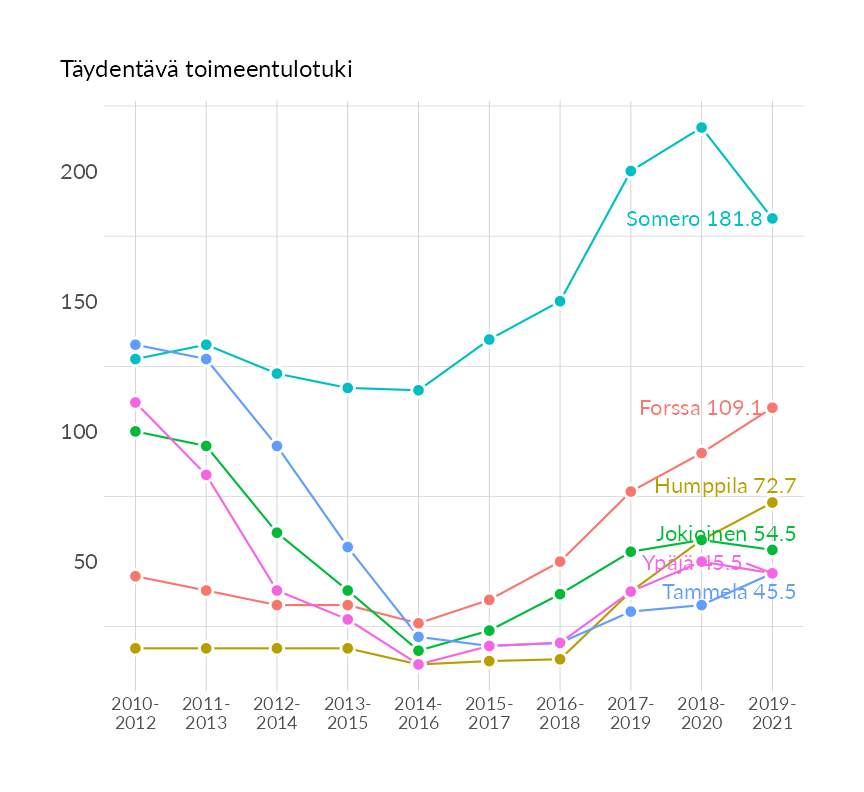 Täydentävä toimeentulotuki
200
Somero 181.8
150
Forssa 109.1
100
Humppila 72.7
Jokioinen 54.5
50
Ypäjä 45.5
Tammela 45.5
2010- 2011- 2012- 2013- 2014- 2015- 2016- 2017- 2018- 2019-
2012 2013 2014 2015 2016 2017 2018 2019 2020 2021